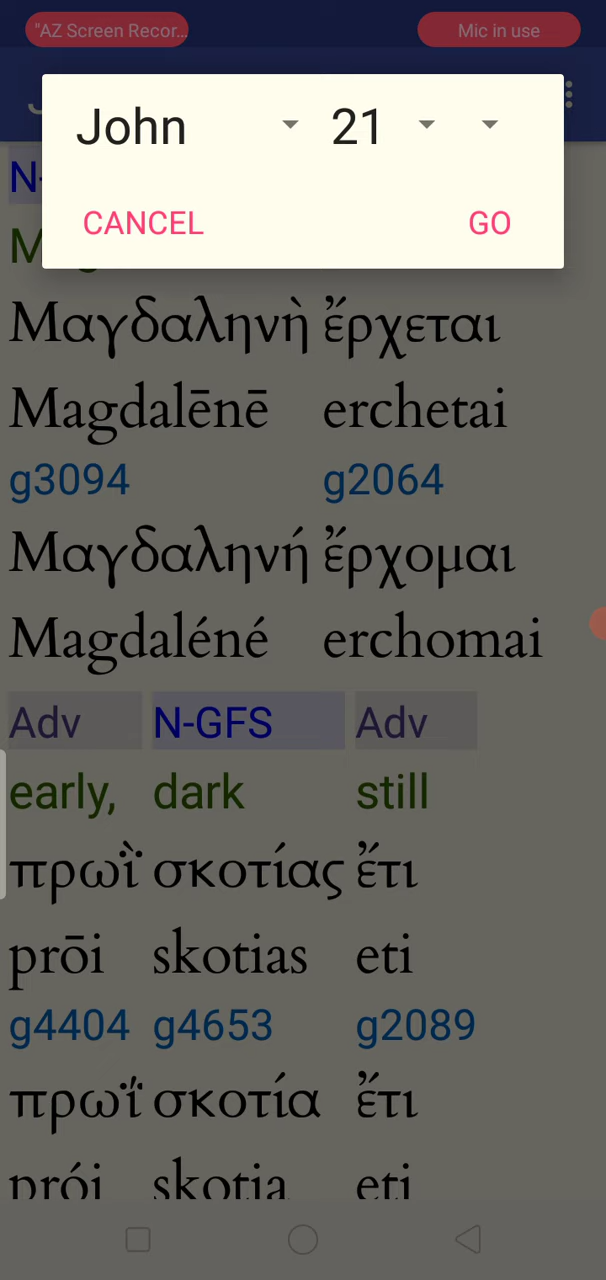 "AZ Screen Recor... Mic in use
John 21
CANCEL GO
N-
Μαγδαληνὴ ἔρχεται
Magdalēnē erchetai
g3094 g2064
Μαγδαληνή ἔρχομαι
Magdaléné erchomai
Adv N-GFS Adv
early, dark still
πρωῒ σκοτίας ἔτι
prōi skotias eti
g4404 g4653 g2089
πρωΐ σκοτία ἔτι
prói skotia eti